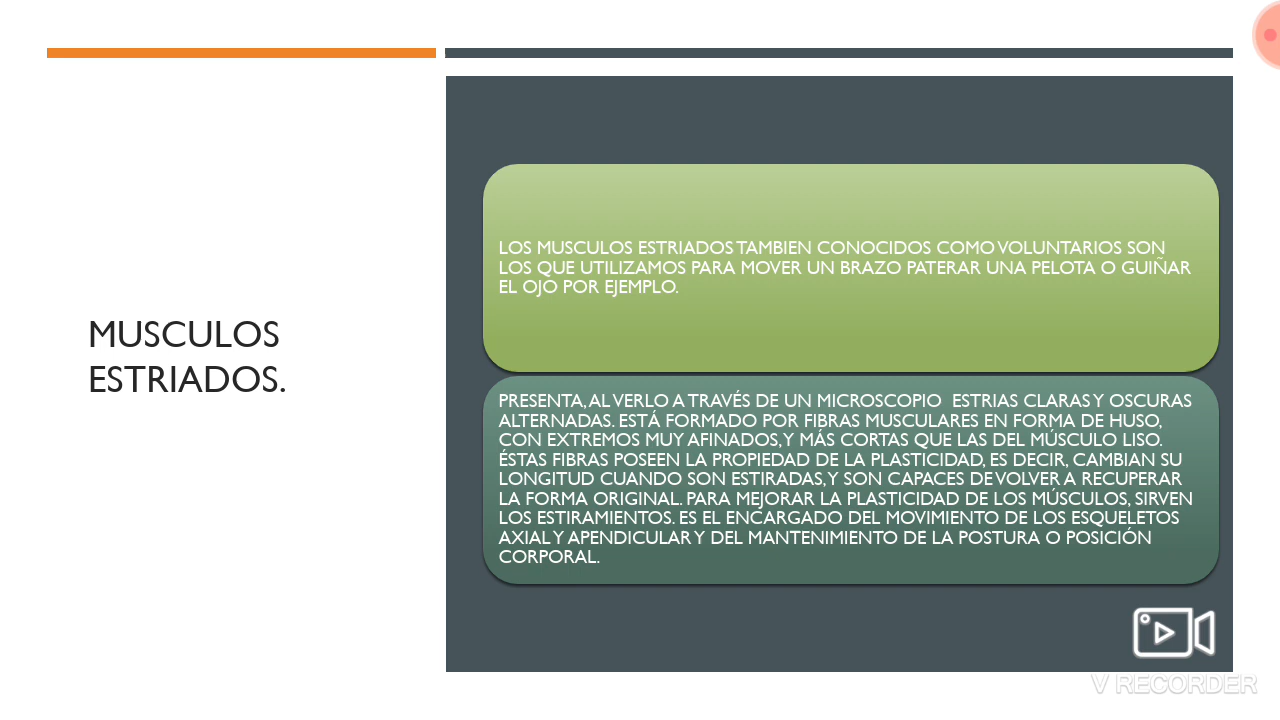 MUSCULOS
ESTRIADOS.
LOS MUSCULOS ESTRIADOS TAMBIEN CONOCIDOS COMO VOLUNTARIOS SON
LOS QUE UTILIZAMOS PARA MOVER UN BRAZO PATERAR UNA PELOTA O GUIÑAR
EL OJO POR EJEMPLO.
PRESENTA, AL VERLO A TRAVÉS DE UN MICROSCOPIO  ESTRIAS CLARAS Y OSCURAS
ALTERNADAS. ESTÁ FORMADO POR FIBRAS MUSCULARES EN FORMA DE HUSO,
CON EXTREMOS MUY AFINADOS, Y MÁS CORTAS QUE LAS DEL MÚSCULO LISO.
ÉSTAS FIBRAS POSEEN LA PROPIEDAD DE LA PLASTICIDAD, ES DECIR, CAMBIAN SU
LONGITUD CUANDO SON ESTIRADAS, Y SON CAPACES DE VOLVER A RECUPERAR
LA FORMA ORIGINAL. PARA MEJORAR LA PLASTICIDAD DE LOS MÚSCULOS, SIRVEN
LOS ESTIRAMIENTOS. ES EL ENCARGADO DEL MOVIMIENTO DE LOS ESQUELETOS
AXIAL Y APENDICULAR Y DEL MANTENIMIENTO DE LA POSTURA O POSICIÓN
CORPORAL.
V RECORDER